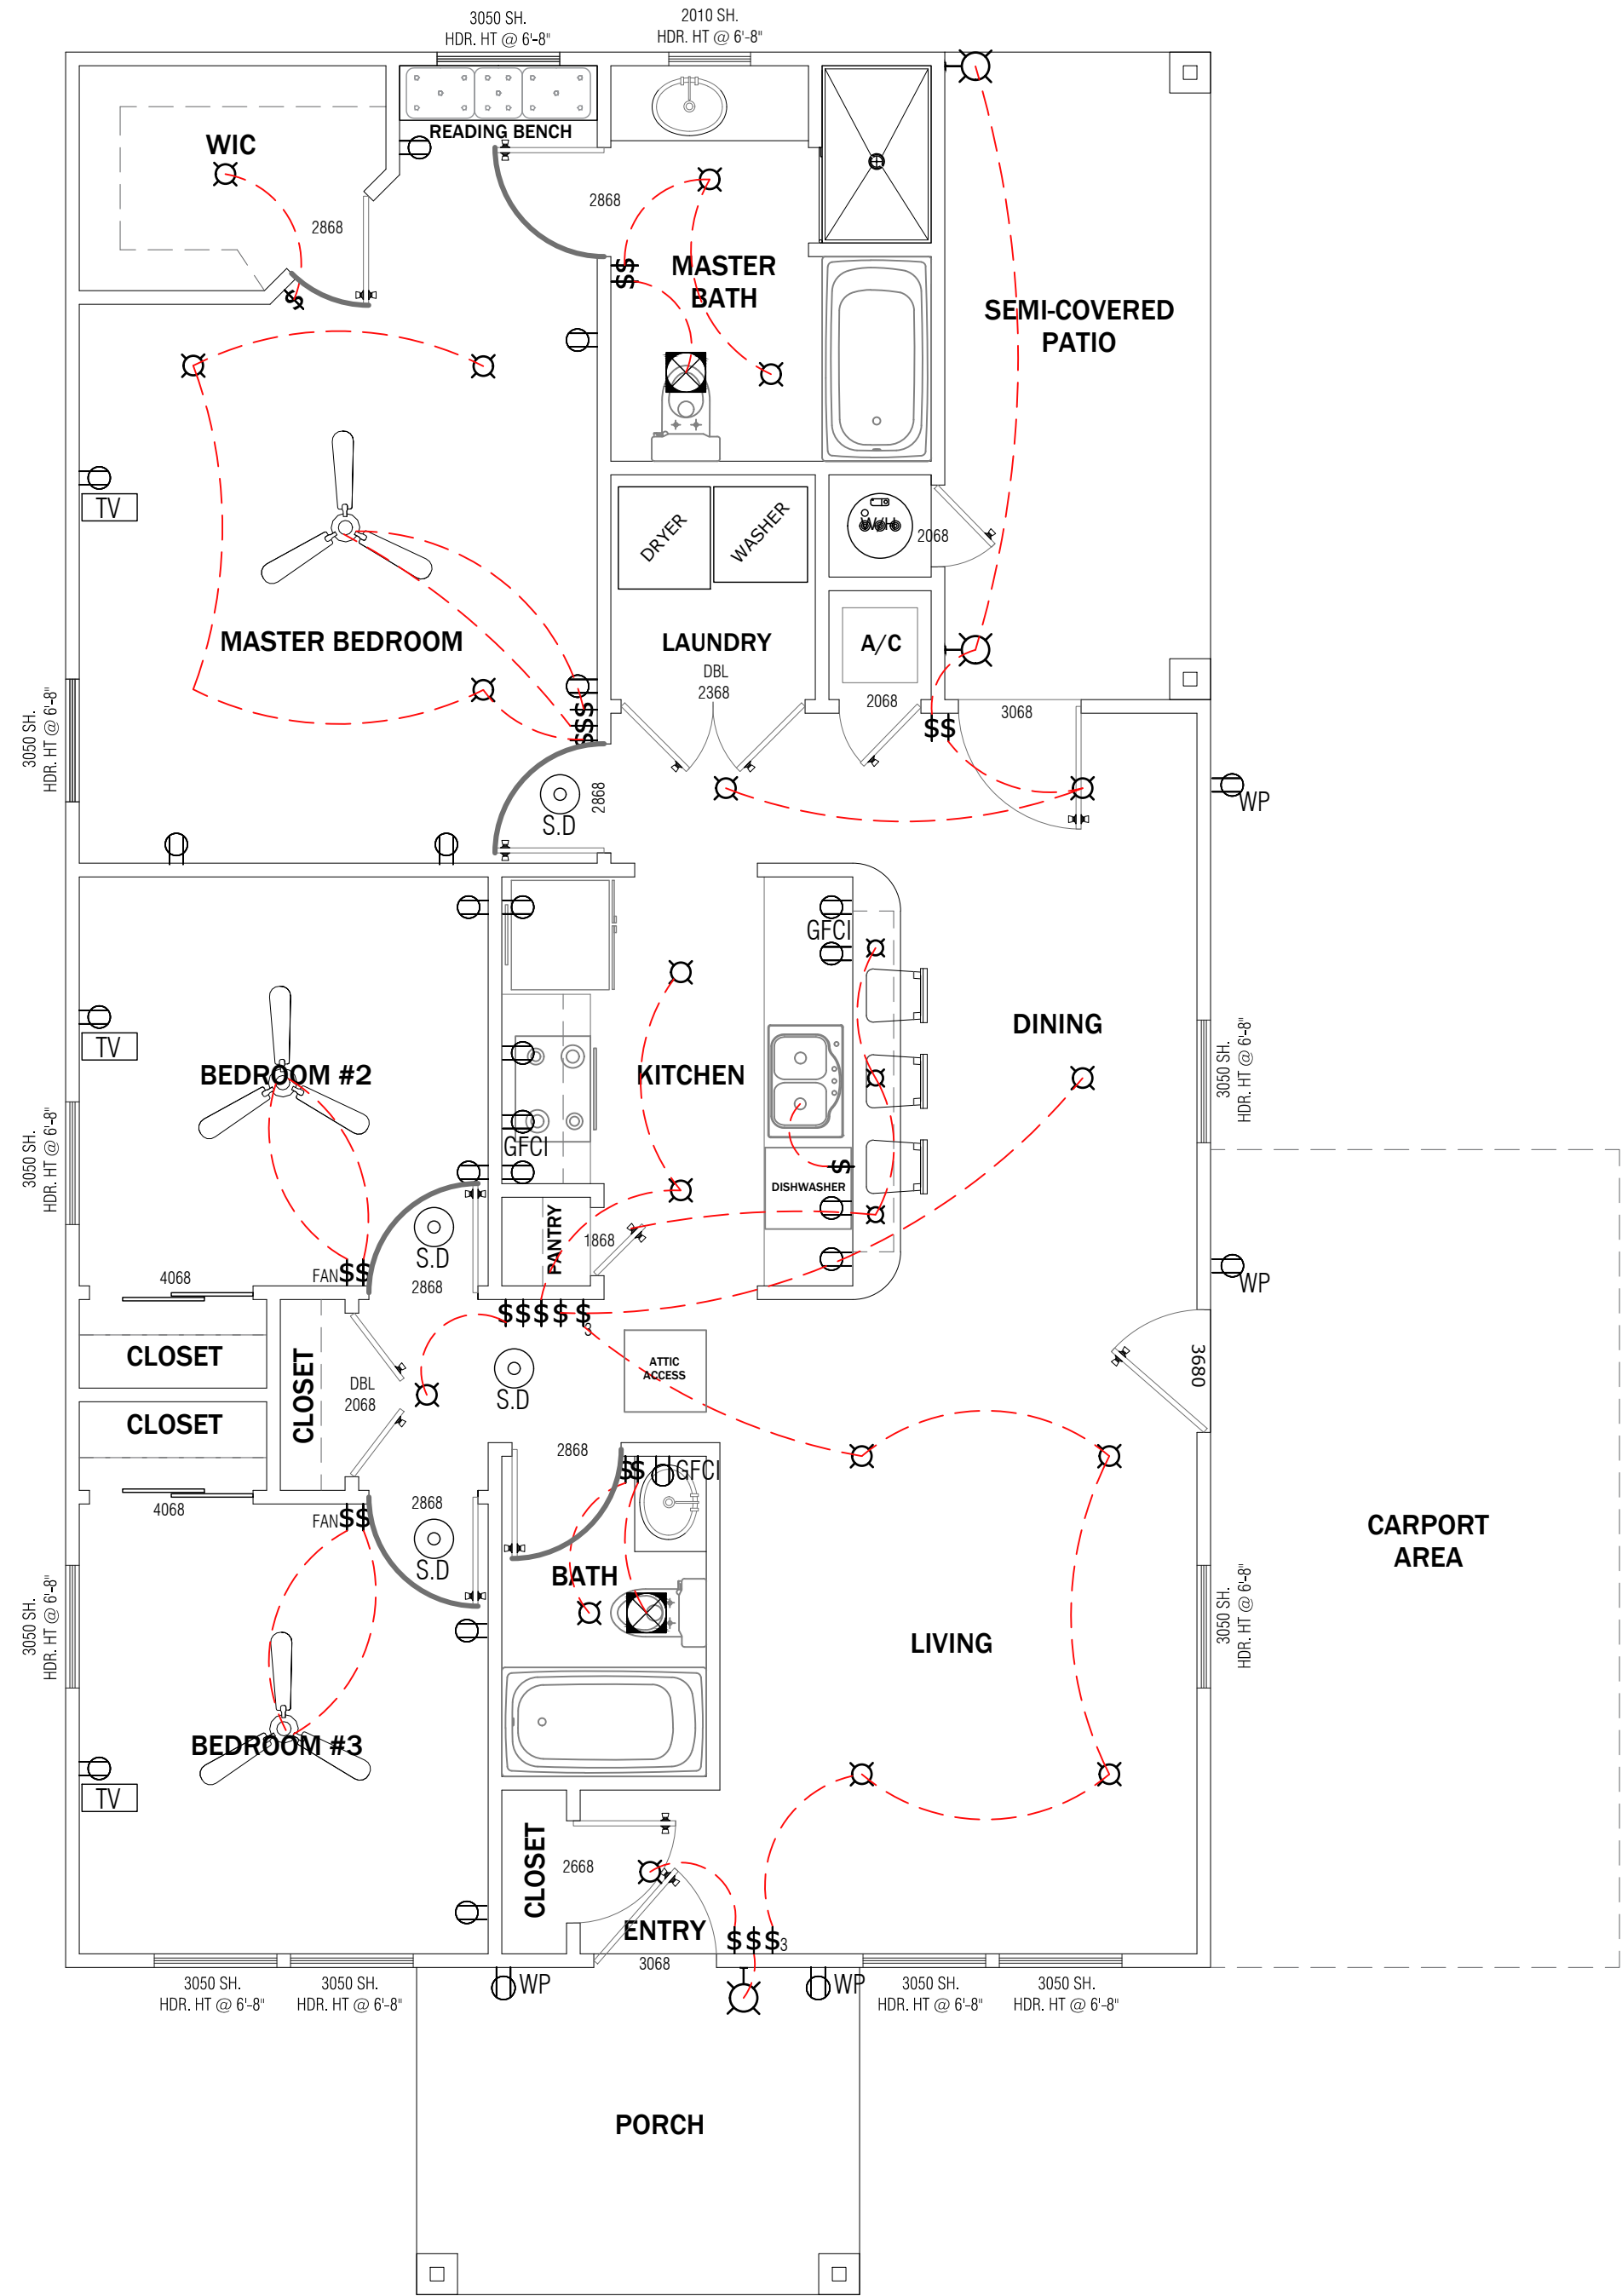 3050 SH.
HDR. HT @ 6'-8"
2010 SH.
HDR. HT @ 6'-8"
READING BENCH
WIC
2868
2868
MASTER
BATH
SEMI-COVERED
PATIO
TV
DRYER
WASHER
W/H
2068
MASTER BEDROOM
LAUNDRY
DBL
2368
A/C
2068
3068
3050 SH.
HDR. HT @ 6'-8"
$
$$
$$$
$$
S.D
2868
WP
GFCI
TV
BEDROOM #2
KITCHEN
DINING
3050 SH.
HDR. HT @ 6'-8"
3050 SH.
HDR. HT @ 6'-8"
GFCI
$
DISHWASHER
PANTRY
1868
S.D
2868
4068
FAN$$
WP
$$$$$3
CLOSET
CLOSET
CLOSET
DBL
2068
S.D
ATTIC
ACCESS
3680
4068
2868
2868
$$
GFCI
FAN$$
S.D
CARPORT
AREA
BATH
3050 SH.
HDR. HT @ 6'-8"
3050 SH.
HDR. HT @ 6'-8"
LIVING
BEDROOM #3
TV
CLOSET
2668
ENTRY
$$$3
3068
3050 SH.
HDR. HT @ 6'-8"
3050 SH.
HDR. HT @ 6'-8"
WP
WP
3050 SH.
HDR. HT @ 6'-8"
3050 SH.
HDR. HT @ 6'-8"
PORCH